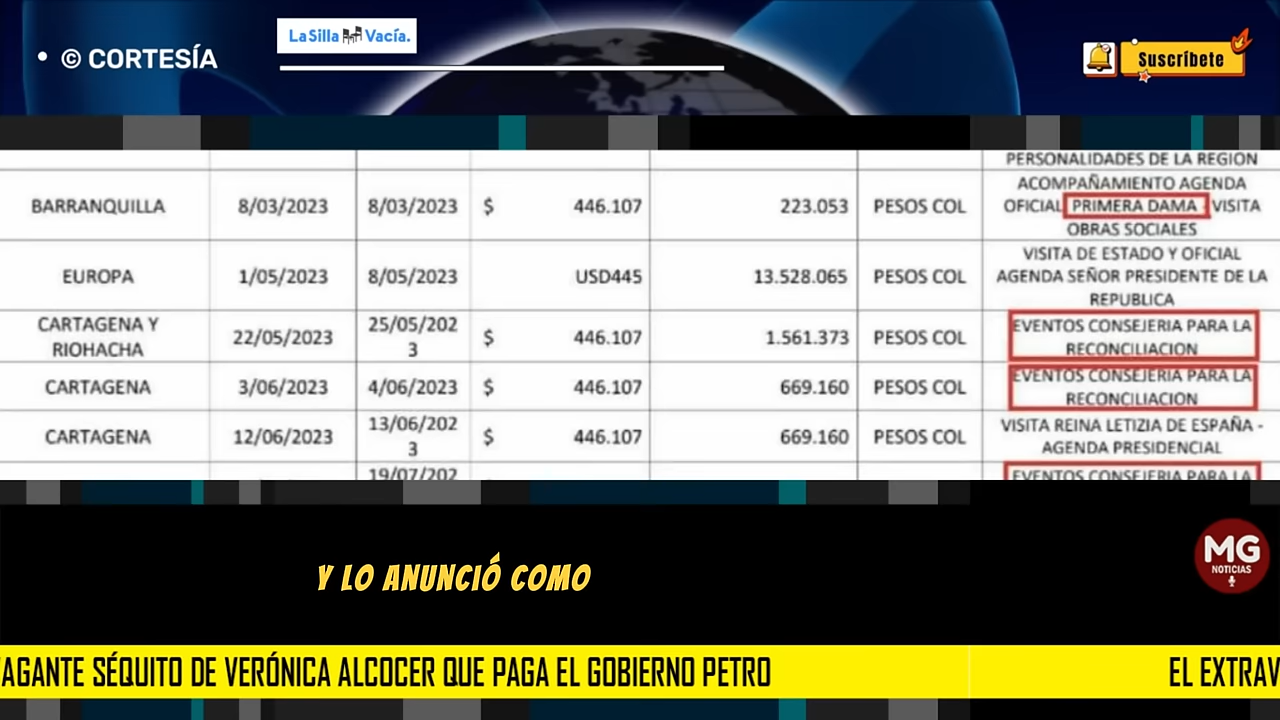 • © CORTESÍA
La Silla Vacía.
Suscríbete
PERSONALIDADES DE LA REGION
BARRANQUILLA 8/03/2023 8/03/2023 $ 446.107 223.053 PESOS COL
ACOMPAÑAMIENTO AGENDA
OFICIAL PRIMERA DAMA - VISITA
OBRAS SOCIALES
EUROPA 1/05/2023 8/05/2023 USD445 13.528.065 PESOS COL
VISITA DE ESTADO Y OFICIAL
AGENDA SEÑOR PRESIDENTE DE LA
REPUBLICA
CARTAGENA Y
RIOHACHA
22/05/2023
25/05/202
3
$ 446.107 1.561.373 PESOS COL
EVENTOS CONSEJERIA PARA LA
RECONCILIACION
CARTAGENA 3/06/2023 4/06/2023 $ 446.107 669.160 PESOS COL
EVENTOS CONSEJERIA PARA LA
RECONCILIACION
CARTAGENA 12/06/2023
13/06/202
3
$ 446.107 669.160 PESOS COL
VISITA REINA LETIZIA DE ESPAÑA -
AGENDA PRESIDENCIAL
19/07/202
EVENTOS CONSEJERIA PARA LA
Y LO ANUNCIÓ COMO
MG
NOTICIAS
AGANTE SÉQUITO DE VERÓNICA ALCOCER QUE PAGA EL GOBIERNO PETRO EL EXTRAV